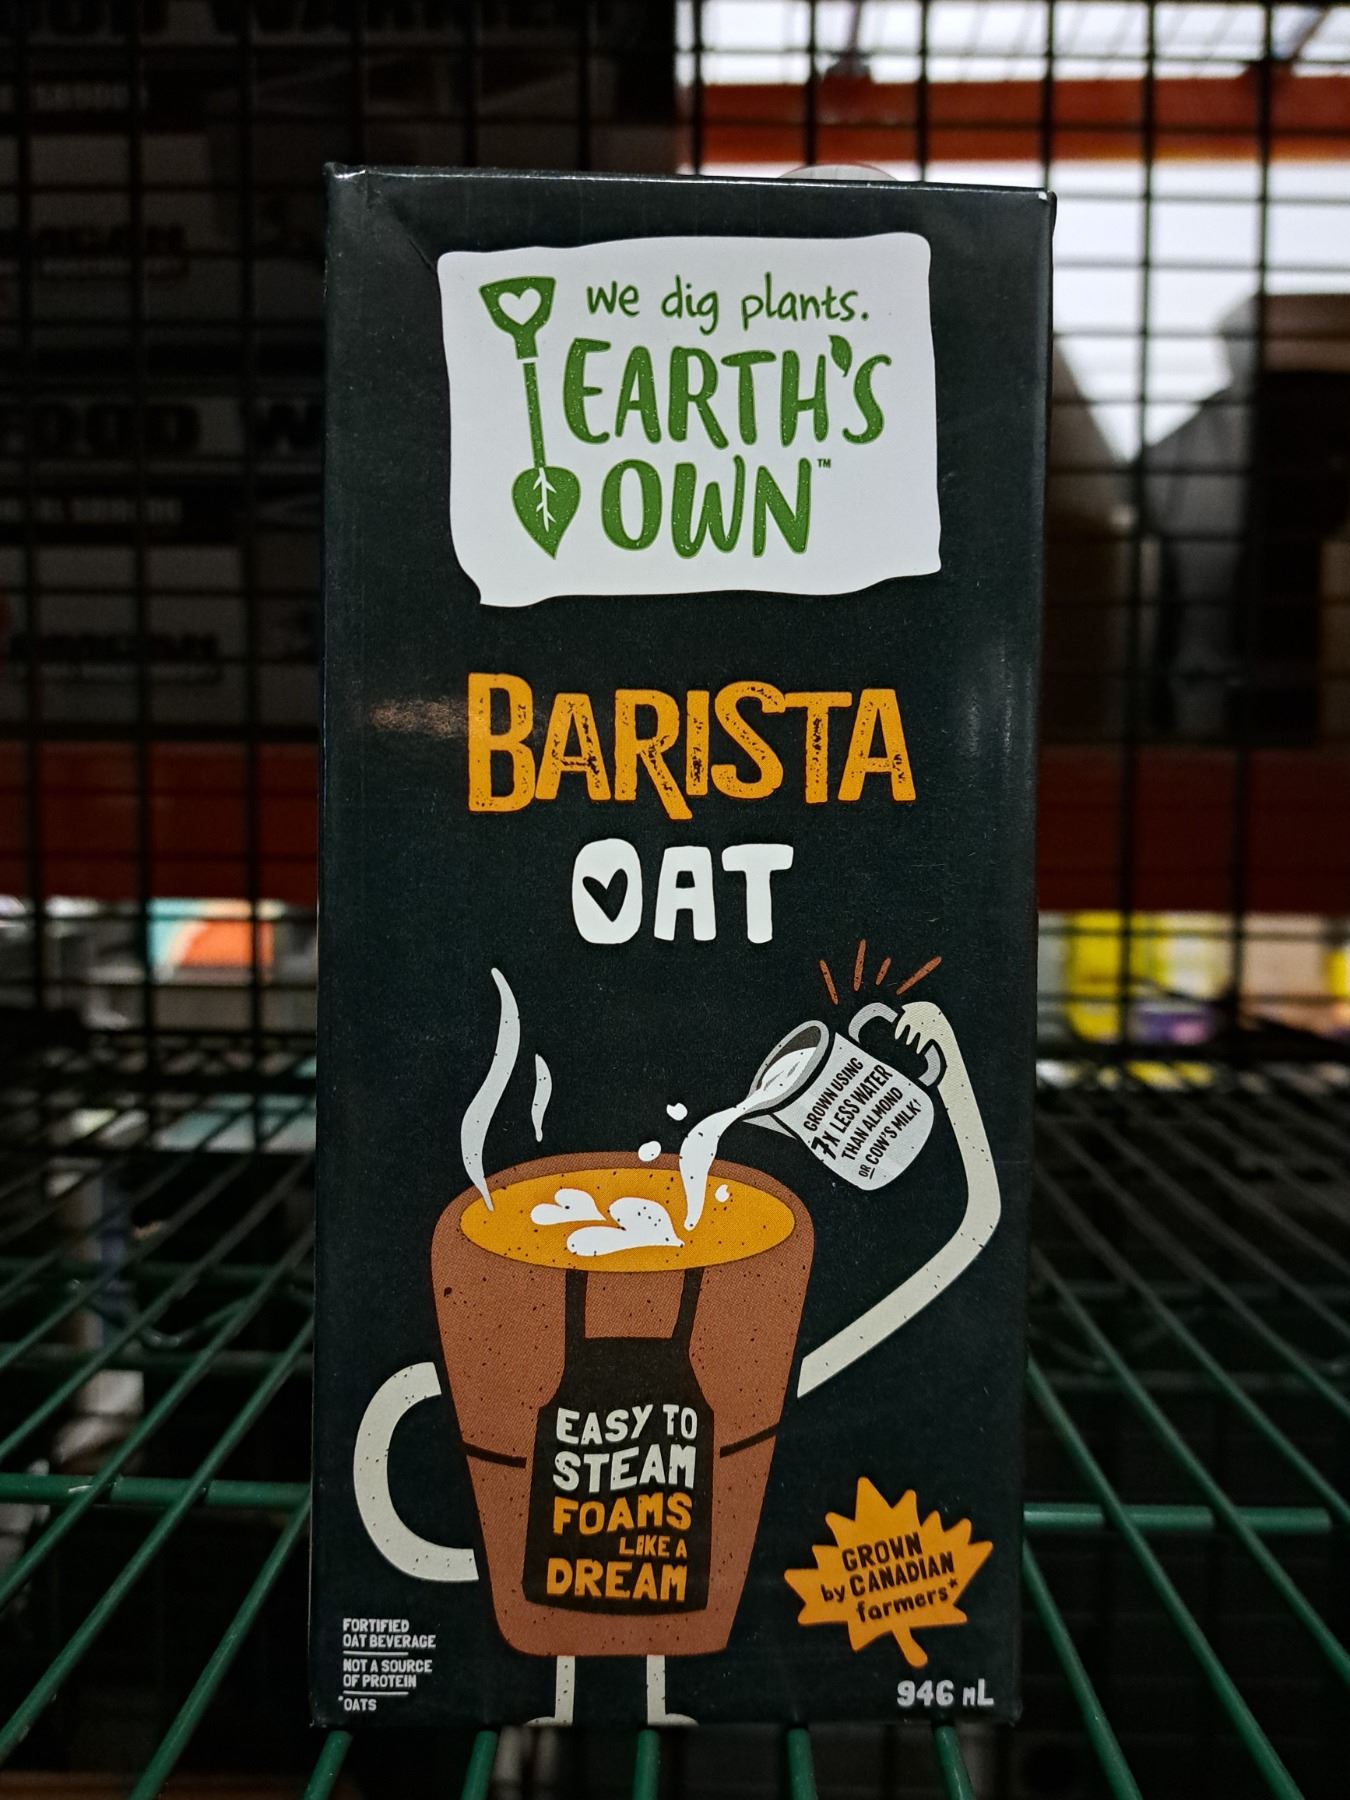 we dig plants.
EARTH'S
OWN™
BARISTA
OAT
GROWN USING
7X LESS WATER
THAN ALMOND
OR COW'S MILK†
EASY TO
STEAM
FOAMS
LIKE A
DREAM
GROWN
by CANADIAN
farmers*
FORTIFIED
OAT BEVERAGE
NOT A SOURCE
OF PROTEIN
*OATS
946 mL